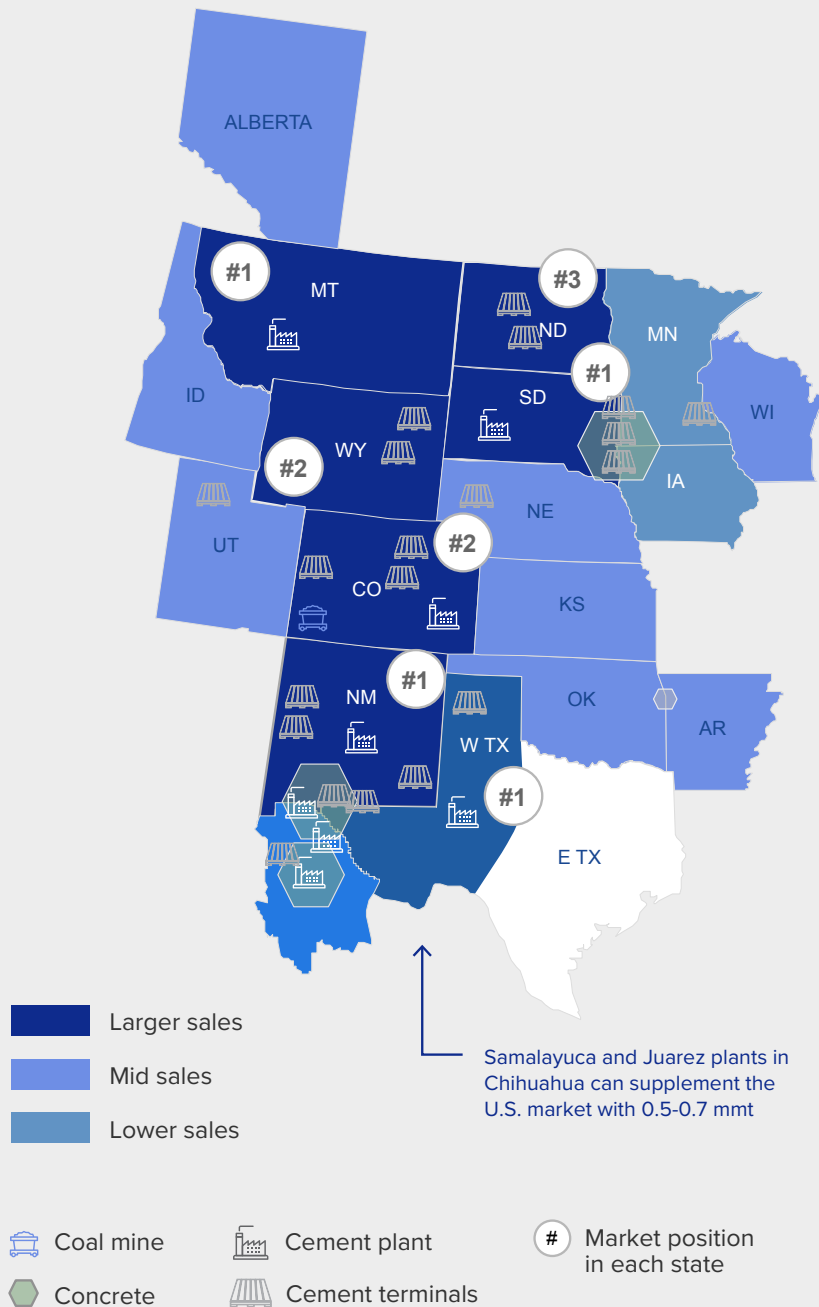 ALBERTA
#1
MT
#3
ND
MN
#1
SD
WI
ID
WY
#2
IA
NE
UT
#2
CO
KS
NM
#1
OK
AR
W TX
#1
E TX
Larger sales
Mid sales
Lower sales
Samalayuca and Juarez plants in
Chihuahua can supplement the
U.S. market with 0.5-0.7 mmt
Coal mine
Cement plant
# Market position
in each state
Concrete
Cement terminals